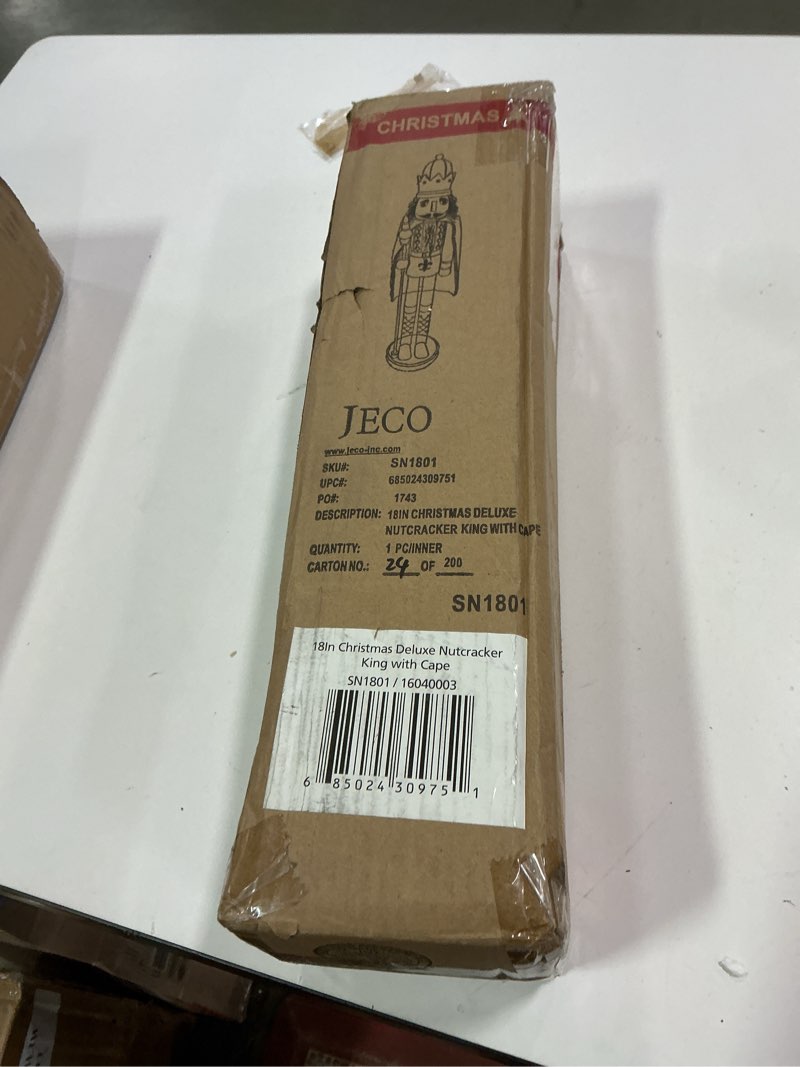 CHRISTMAS
JECO
www.jeco-inc.com
SKU#: SN1801
UPC#: 685024309751
PO#: 1743
DESCRIPTION: 18IN CHRISTMAS DELUXE
NUTCRACKER KING WITH CAPE
QUANTITY: 1 PC/INNER
CARTON NO.: 24 OF 200
SN1801
18In Christmas Deluxe Nutcracker
King with Cape
SN1801 / 16040003
6 85024 30975 1